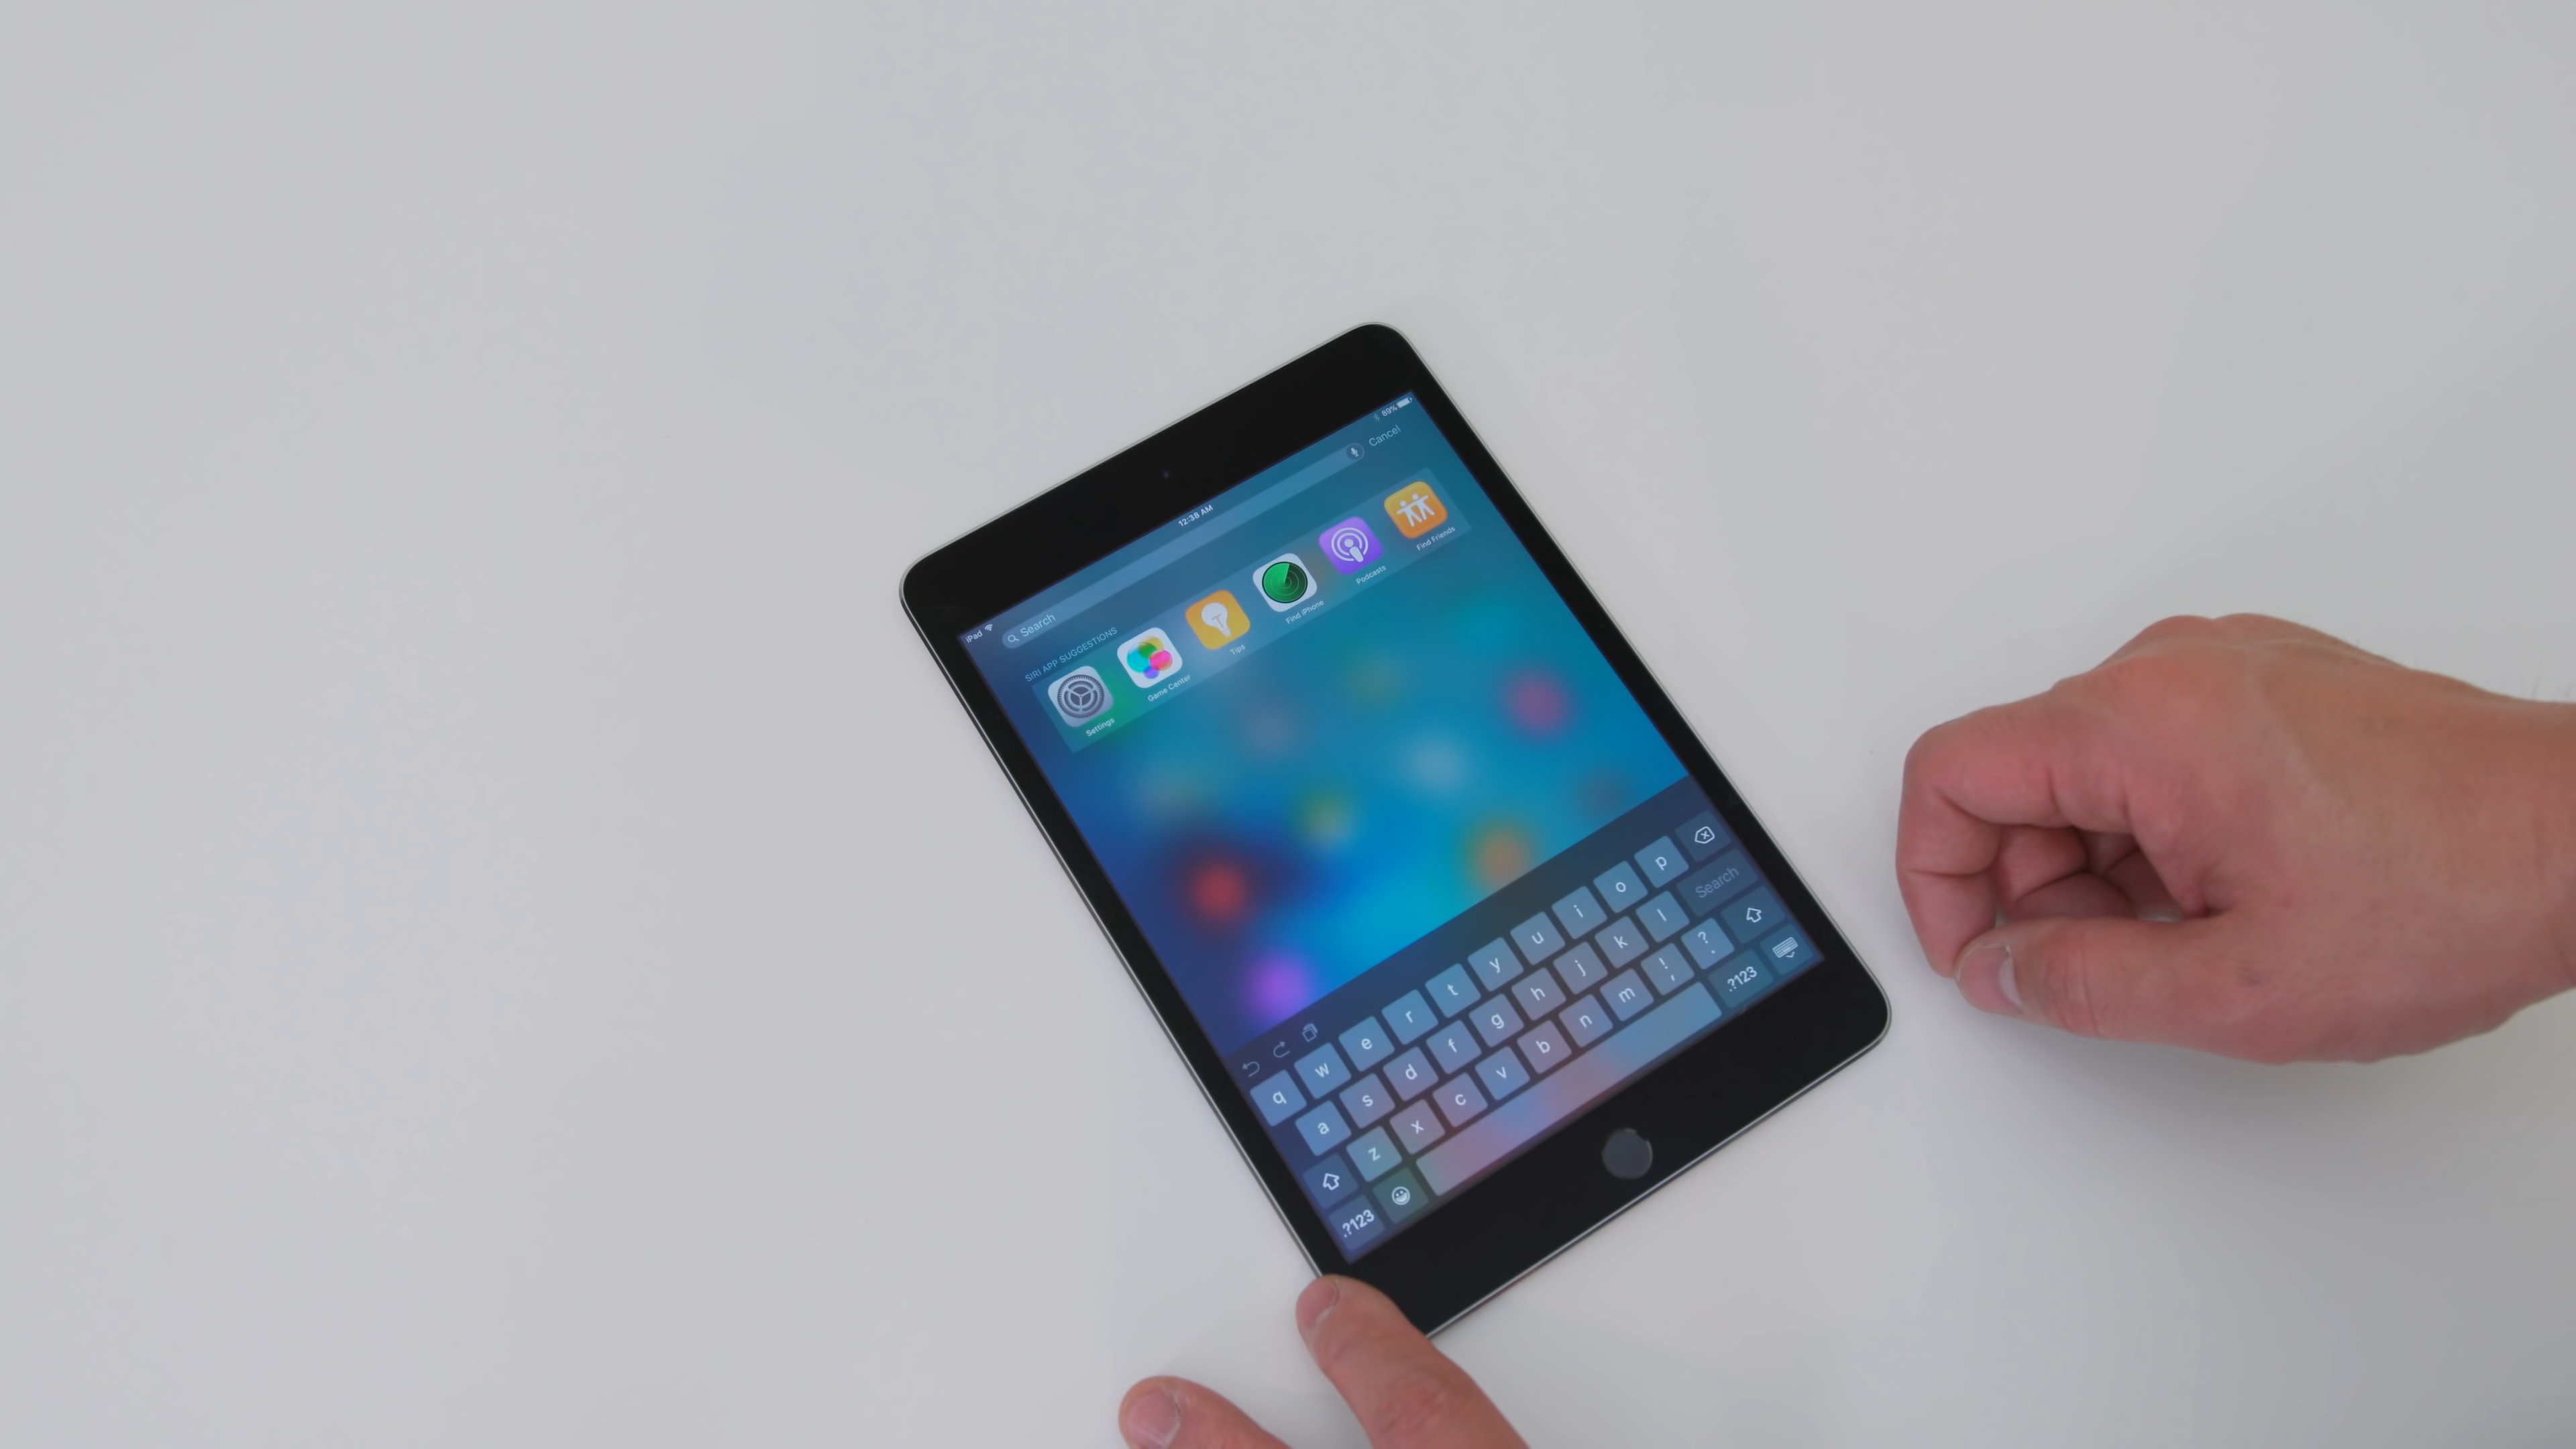 iPad 12:38 AM 89%
Search Cancel
SIRI APP SUGGESTIONS
Settings Game Center Tips Find iPhone Podcasts Find Friends
q w e r t y u i o p
a s d f g h j k l Search
z x c v b n m ! , ? .
.?123 .?123